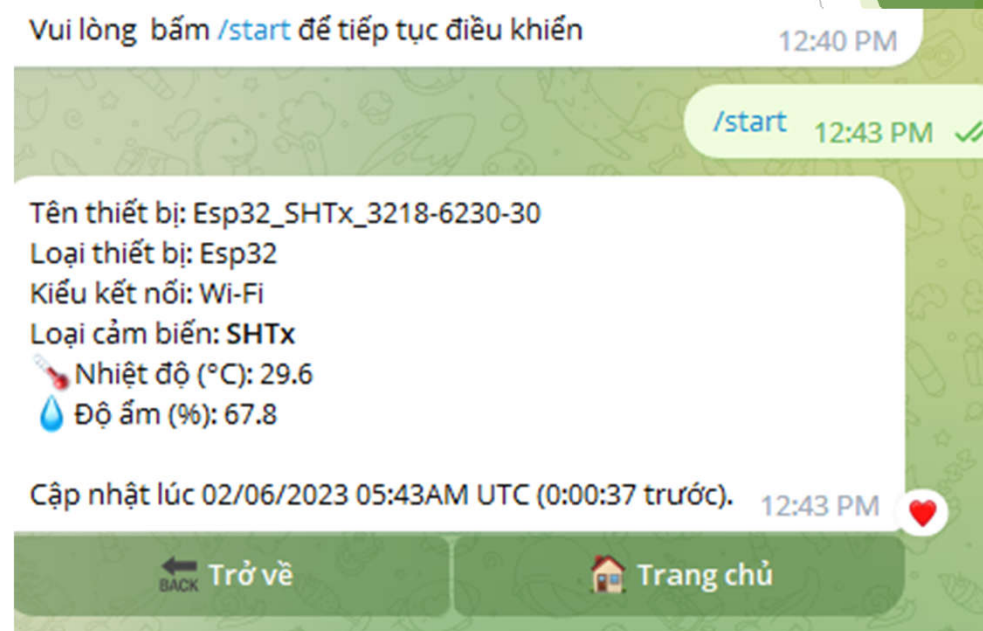 Vui lòng bấm /start để tiếp tục điều khiển
12:40 PM
/start
12:43 PM
Tên thiết bị: Esp32_SHTx_3218-6230-30
Loại thiết bị: Esp32
Kiểu kết nối: Wi-Fi
Loại cảm biến: SHTx
Nhiệt độ (°C): 29.6
Độ ẩm (%): 67.8
Cập nhật lúc 02/06/2023 05:43AM UTC (0:00:37 trước).
12:43 PM
BACK Trở về
Trang chủ